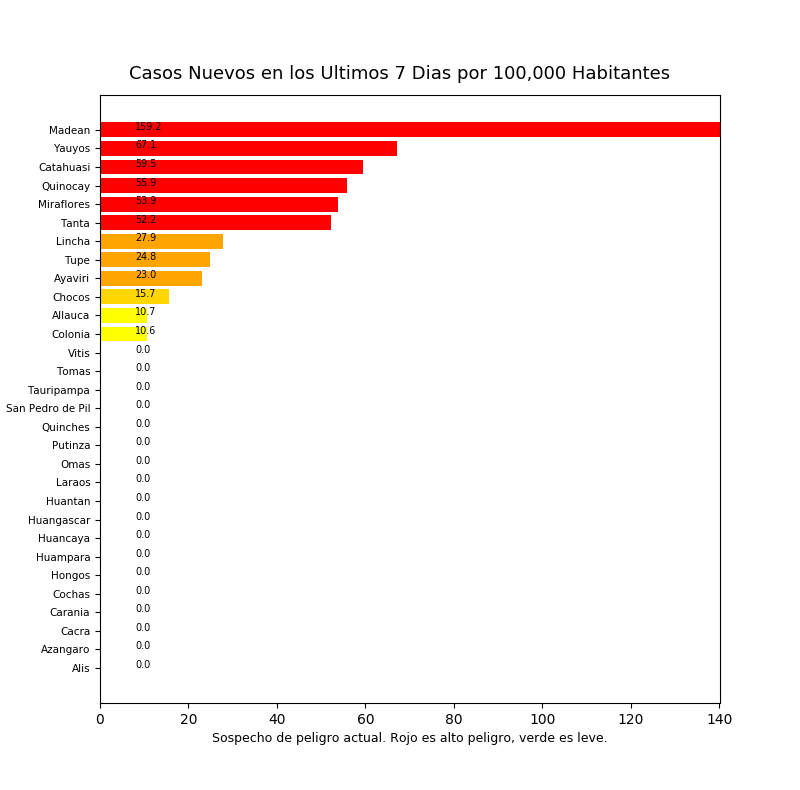 Casos Nuevos en los Ultimos 7 Dias por 100,000 Habitantes
Madean 159.2
Yauyos 67.1
Catahuasi 59.5
Quinocay 55.9
Miraflores 53.9
Tanta 52.2
Lincha 27.9
Tupe 24.8
Ayaviri 23.0
Chocos 15.7
Allauca 10.7
Colonia 10.6
Vitis 0.0
Tomas 0.0
Tauripampa 0.0
San Pedro de Pil 0.0
Quinches 0.0
Putinza 0.0
Omas 0.0
Laraos 0.0
Huantan 0.0
Huangascar 0.0
Huancaya 0.0
Huampara 0.0
Hongos 0.0
Cochas 0.0
Carania 0.0
Cacra 0.0
Azangaro 0.0
Alis 0.0
0 20 40 60 80 100 120 140
Sospecho de peligro actual. Rojo es alto peligro, verde es leve.